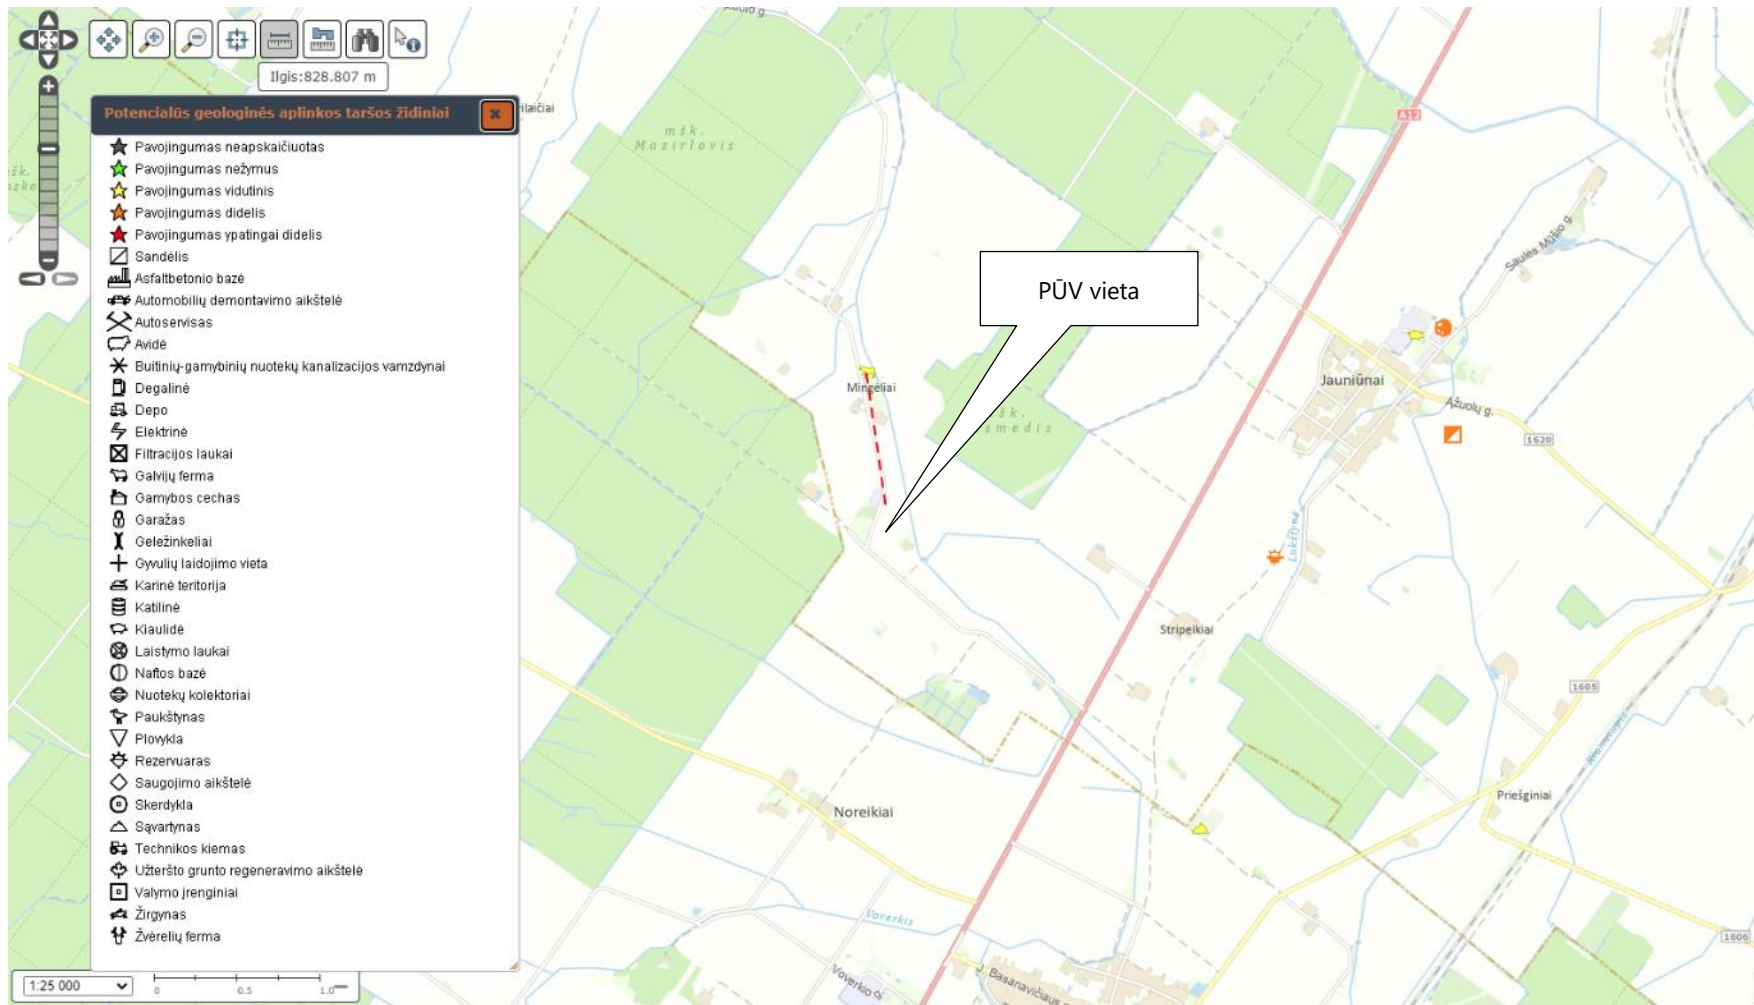 Ilgis:828.807 m
Potencialūs geologinės aplinkos taršos židiniai
Pavojingumas neapskaičiuotas
Pavojingumas nežymus
Pavojingumas vidutinis
Pavojingumas didelis
Pavojingumas ypatingai didelis
Sandėlis
Asfaltbetonio bazė
Automobilių demontavimo aikštelė
Autoservisas
Avidė
Buitinių-gamybinių nuotekų kanalizacijos vamzdynai
Degalinė
Depo
Elektrinė
Filtracijos laukai
Galvijų ferma
Gamybos cechas
Garažas
Geležinkeliai
Gyvulių laidojimo vieta
Karinė teritorija
Katilinė
Kiaulidė
Laistymo laukai
Naftos bazė
Nuotekų kolektoriai
Paukštynas
Plovykla
Rezervuaras
Saugojimo aikštelė
Skerdykla
Sąvartynas
Technikos kiemas
Užteršto grunto regeneravimo aikštelė
Valymo įrenginiai
Žirgynas
Žvėrelių ferma
1:25 000
0 0.5 1.0
mšk.
Mazirlovis
A12
Saulės Mūšio g.
PŪV vieta
Mingėliai
Jauniūnai
Ąžuolų g.
1620
Lukštynė
Stripeikiai
1605
Noreikiai
Priešginiai
Voverkis
1606
Voverkio g.
J. Basanavičiaus